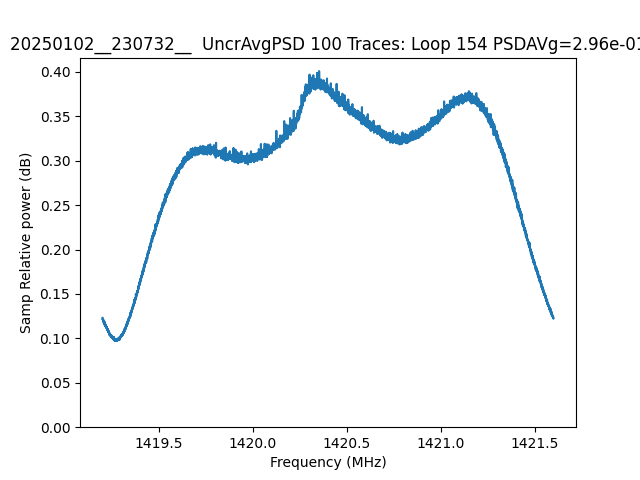 20250102__230732__ UncrAvgPSD 100 Traces: Loop 154 PSDAVg=2.96e-01
Samp Relative power (dB)
0.40
0.35
0.30
0.25
0.20
0.15
0.10
0.05
0.00
1419.5 1420.0 1420.5 1421.0 1421.5
Frequency (MHz)